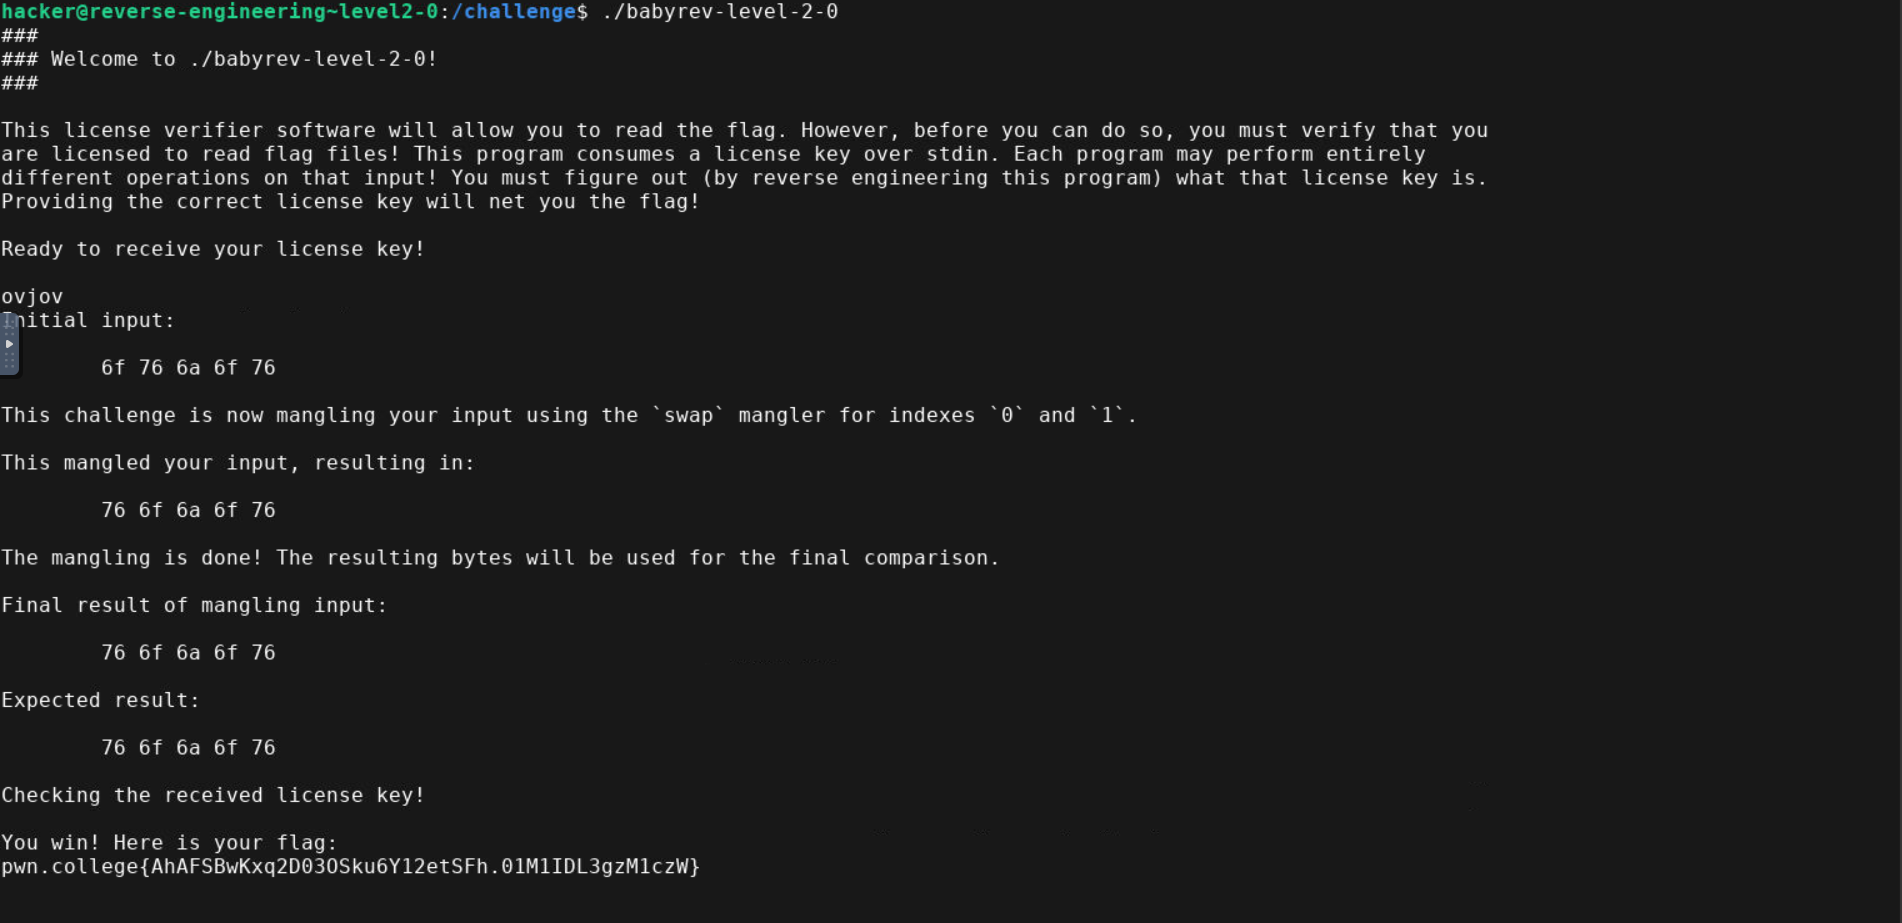 hacker@reverse-engineering~level2-0:/challenge$ ./babyrev-level-2-0
###
### Welcome to ./babyrev-level-2-0!
###
This license verifier software will allow you to read the flag. However, before you can do so, you must verify that you
are licensed to read flag files! This program consumes a license key over stdin. Each program may perform entirely
different operations on that input! You must figure out (by reverse engineering this program) what that license key is.
Providing the correct license key will net you the flag!
Ready to receive your license key!
ovjov
Initial input:
6f 76 6a 6f 76
This challenge is now mangling your input using the `swap` mangler for indexes `0` and `1`.
This mangled your input, resulting in:
76 6f 6a 6f 76
The mangling is done! The resulting bytes will be used for the final comparison.
Final result of mangling input:
76 6f 6a 6f 76
Expected result:
76 6f 6a 6f 76
Checking the received license key!
You win! Here is your flag:
pwn.college{AhAFSBwKxq2D03OSku6Y12etSFh.01M1IDL3gzM1czW}